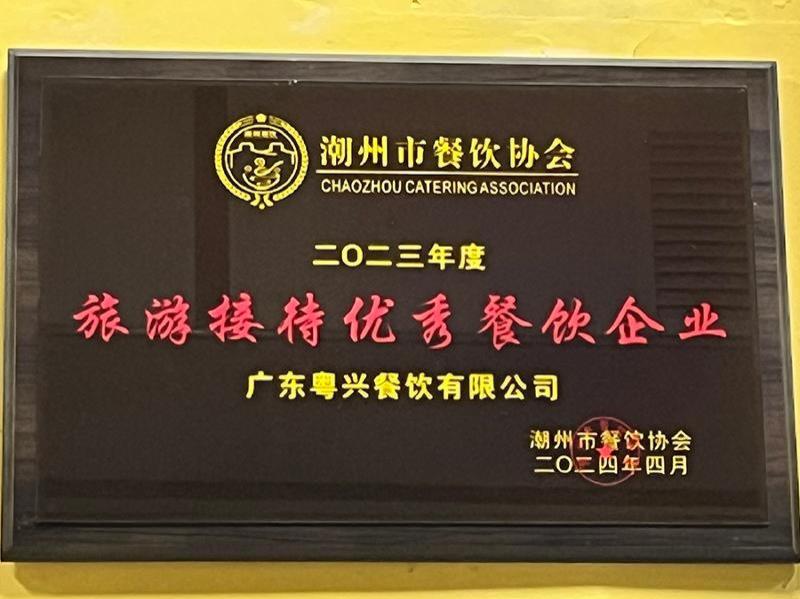 潮州市餐饮协会
CHAOZHOU CATERING ASSOCIATION
二〇二三年度
旅游接待优秀餐饮企业
广东粤兴餐饮有限公司
潮州市餐饮协会
二〇二四年四月